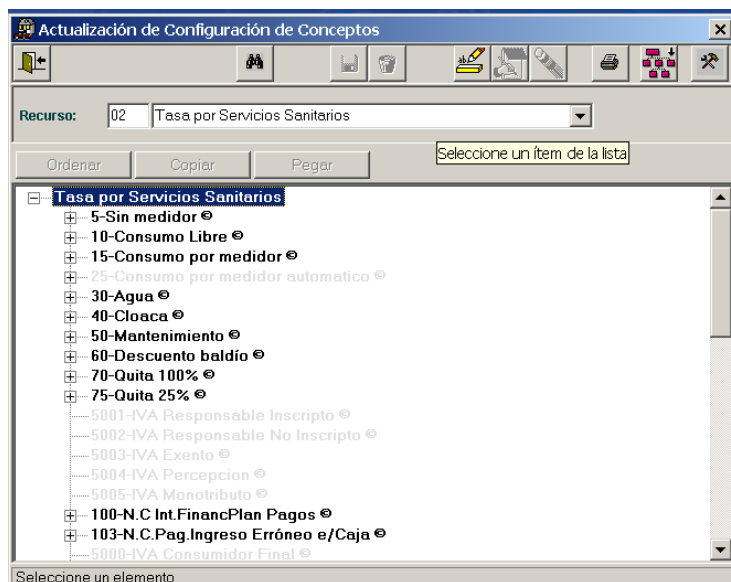 Actualización de Configuración de Conceptos
Recurso: 02 Tasa por Servicios Sanitarios
Seleccione un ítem de la lista
Ordenar Copiar Pegar
Tasa por Servicios Sanitarios
5-Sin medidor ©
10-Consumo Libre ©
15-Consumo por medidor ©
25-Consumo por medidor automatico ©
30-Agua ©
40-Cloaca ©
50-Mantenimiento ©
60-Descuento baldío ©
70-Quita 100% ©
75-Quita 25% ©
5001-IVA Responsable Inscripto ©
5002-IVA Responsable No Inscripto ©
5003-IVA Exento ©
5004-IVA Percepcion ©
5005-IVA Monotributo ©
100-N.C Int.FinancPlan Pagos ©
103-N.C.Pag.Ingreso Erróneo e/Caja ©
5000-IVA Consumidor Final ©
Seleccione un elemento